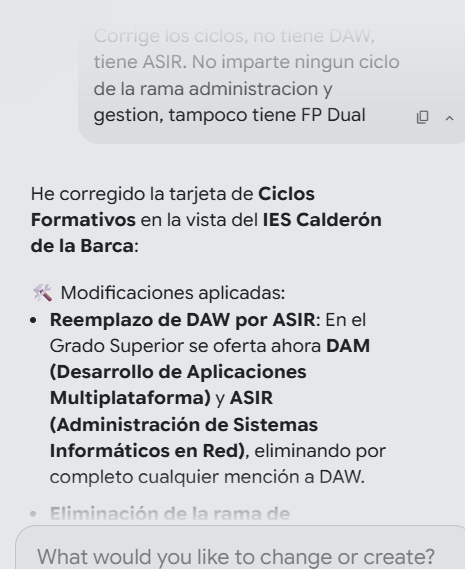 Corrige los ciclos, no tiene DAW,
tiene ASIR. No imparte ningun ciclo
de la rama administracion y
gestion, tampoco tiene FP Dual
He corregido la tarjeta de Ciclos
Formativos en la vista del IES Calderón
de la Barca:
🛠️ Modificaciones aplicadas:
• Reemplazo de DAW por ASIR: En el
Grado Superior se oferta ahora DAM
(Desarrollo de Aplicaciones
Multiplataforma) y ASIR
(Administración de Sistemas
Informáticos en Red), eliminando por
completo cualquier mención a DAW.
• Eliminación de la rama de
What would you like to change or create?